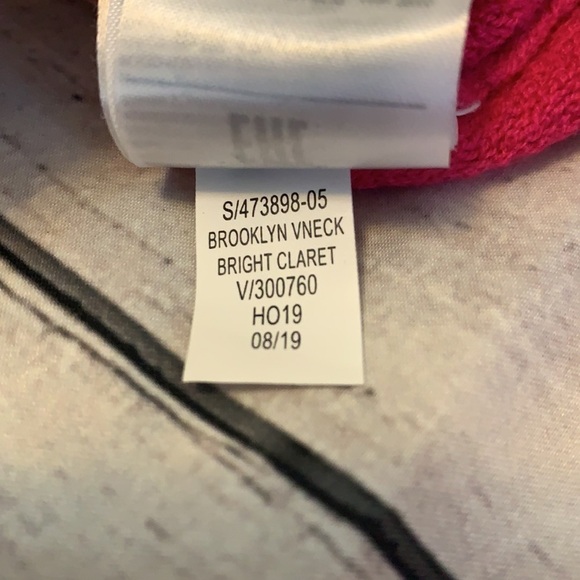 S/473898-05
BROOKLYN VNECK
BRIGHT CLARET
V/300760
HO19
08/19